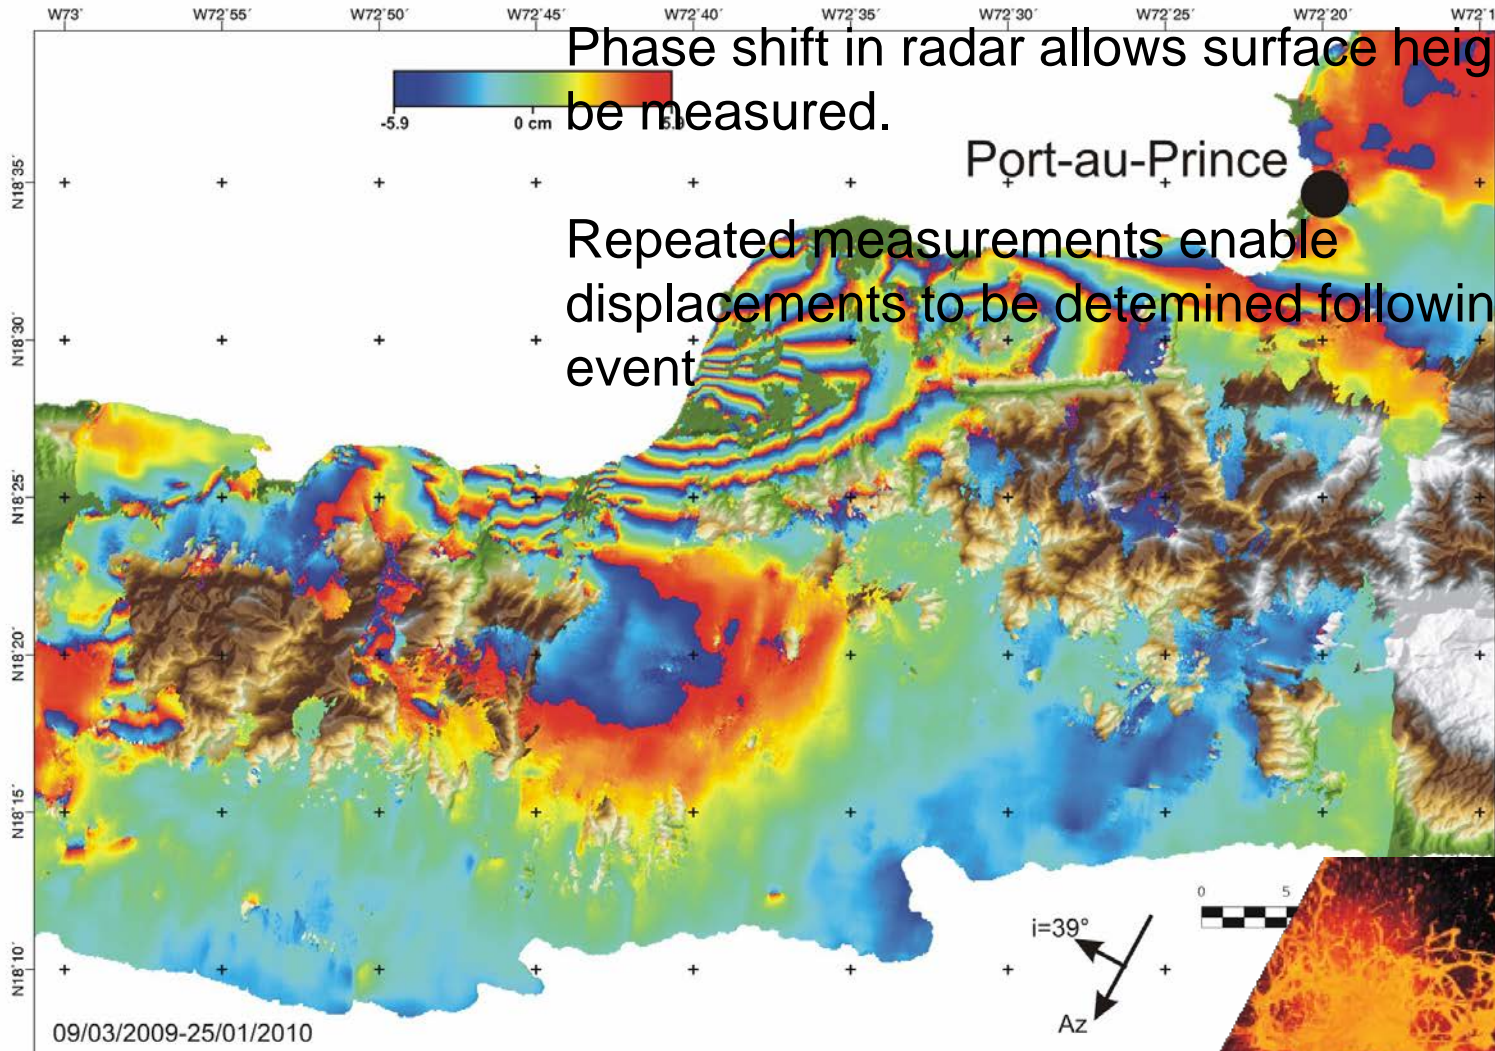 W73° W72°55′ W72°50′ W72°45′ W72°40′ W72°35′ W72°30′ W72°25′ W72°20′
Phase shift in radar allows surface
be measured.
-5.9 0 cm
Port-au-Prince
N18°35′
Repeated measurements enable
displacements to be detemined
event
N18°30′
N18°25′
N18°20′
N18°15′
N18°10′
0 5
i=39°
Az
09/03/2009-25/01/2010